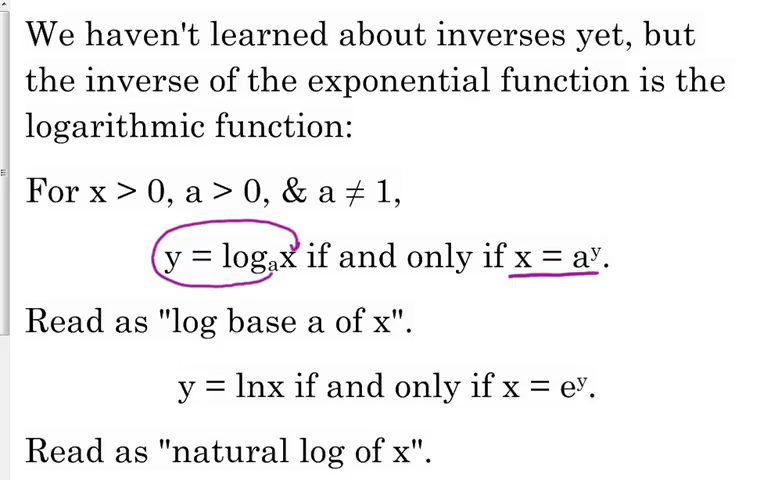 We haven't learned about inverses yet, but
the inverse of the exponential function is the
logarithmic function:
For x > 0, a > 0, & a ≠ 1,
y = logₐx if and only if x = aʸ.
Read as "log base a of x".
y = lnx if and only if x = eʸ.
Read as "natural log of x".